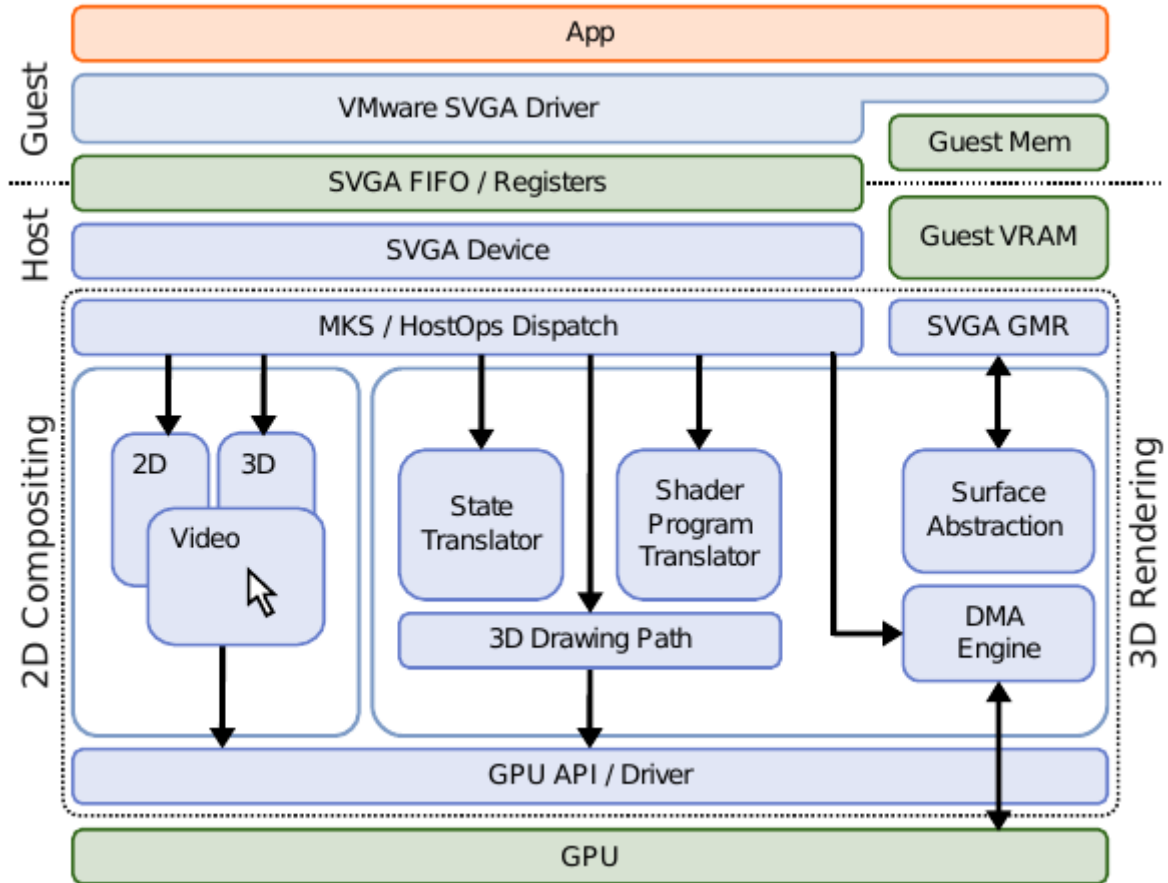 App
Guest
VMware SVGA Driver
Guest Mem
SVGA FIFO / Registers
Host
Guest VRAM
SVGA Device
MKS / HostOps Dispatch
SVGA GMR
2D Compositing
2D
3D
Video
State
Translator
Shader
Program
Translator
Surface
Abstraction
3D Drawing Path
DMA
Engine
3D Rendering
GPU API / Driver
GPU